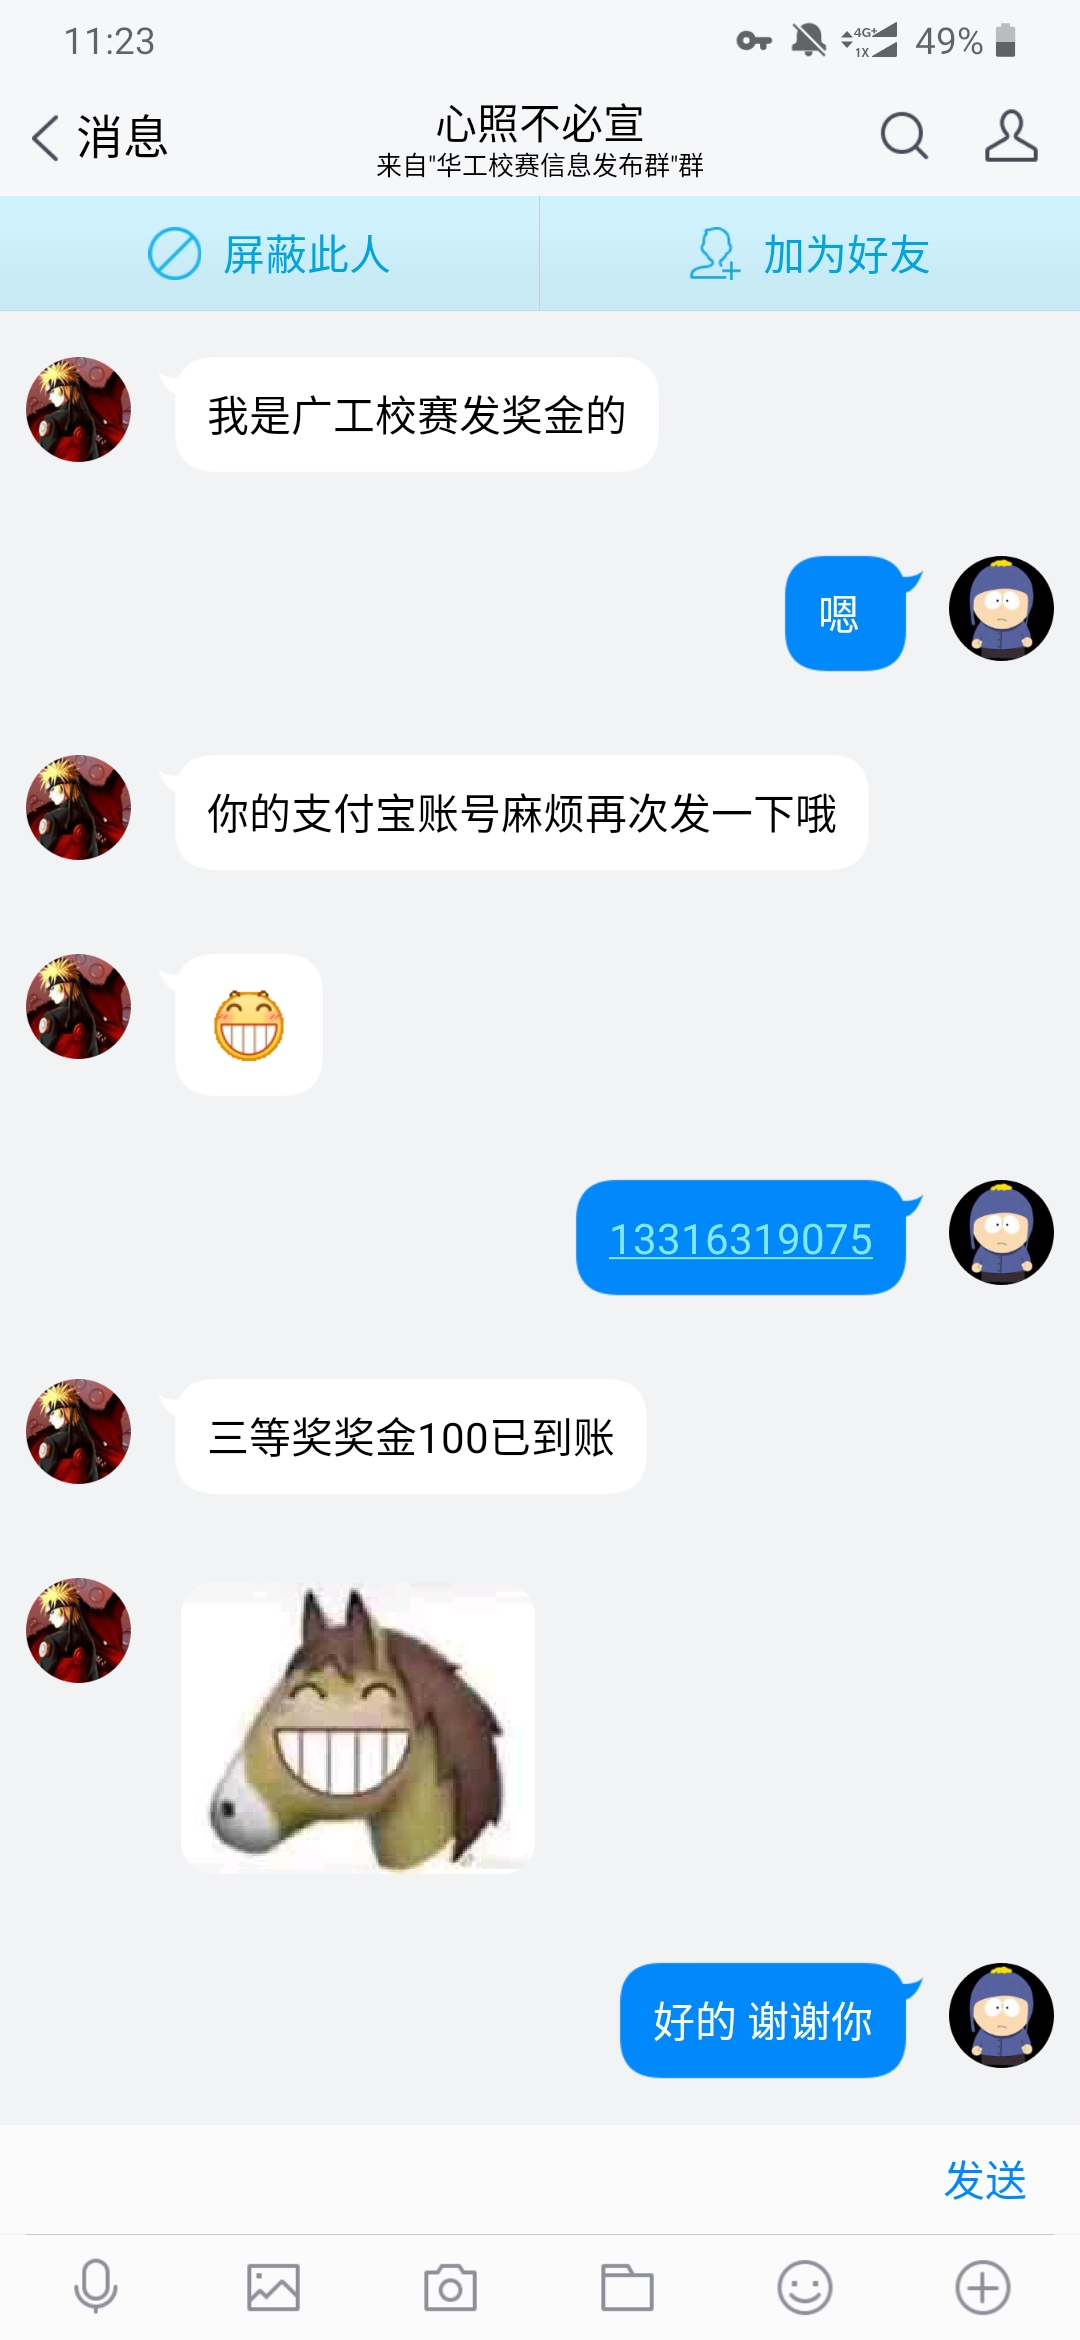 11:23
4G+
1X
49%
消息
心照不必宣
来自"华工校赛信息发布群"群
屏蔽此人
加为好友
我是广工校赛发奖金的
嗯
你的支付宝账号麻烦再次发一下哦
13316319075
三等奖奖金100已到账
好的 谢谢你
发送